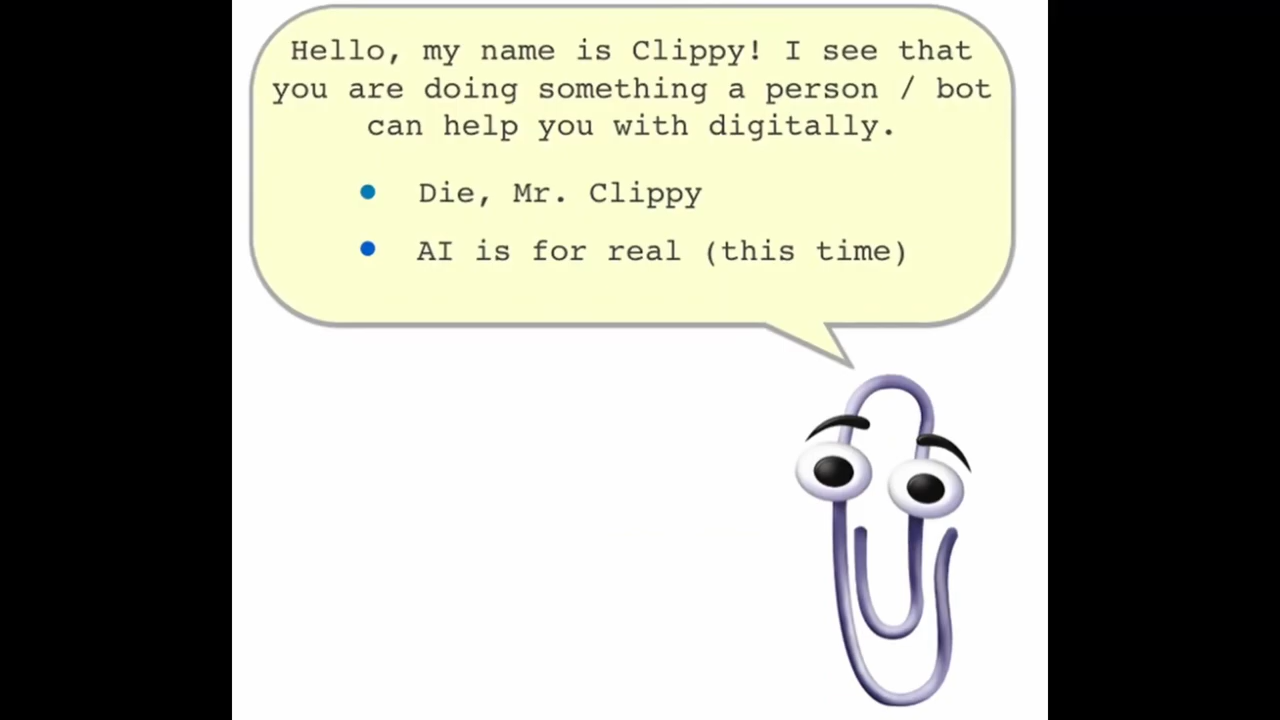 Hello, my name is Clippy! I see that
you are doing something a person / bot
can help you with digitally.
Die, Mr. Clippy
AI is for real (this time)